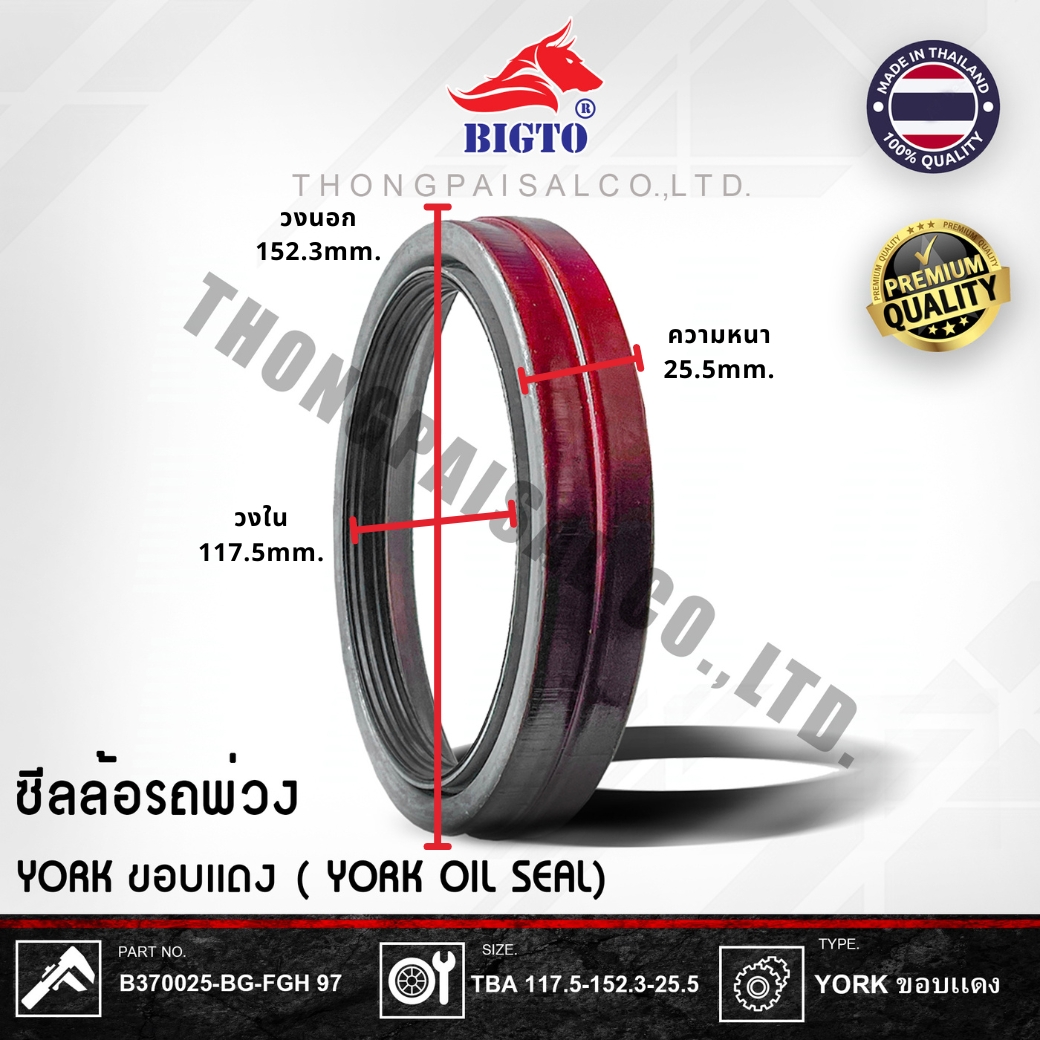 BIGTO ®
THONGPAISALCO.,LTD.
MADE IN THAILAND
100% QUALITY
PREMIUM QUALITY ★★★ PREMIUM QUALITY
PREMIUM
QUALITY
วงนอก
152.3mm.
ความหนา
25.5mm.
วงใน
117.5mm.
THONGPAISAL CO.,LTD.
ซีลล้อรถพ่วง
YORK ขอบแดง ( YORK OIL SEAL)
PART NO.
B370025-BG-FGH 97
SIZE.
TBA 117.5-152.3-25.5
TYPE.
YORK ขอบแดง